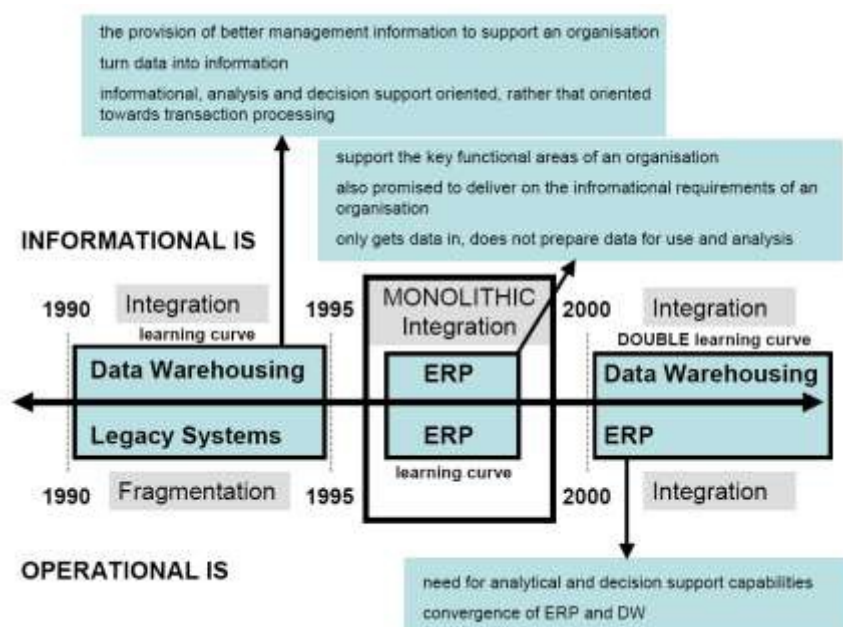 the provision of better management information to support an organisation
turn data into information
informational, analysis and decision support oriented, rather that oriented
towards transaction processing
support the key functional areas of an organisation
also promised to deliver on the infromational requirements of an
organisation
only gets data in, does not prepare data for use and analysis
INFORMATIONAL IS
1990
Integration
1995
MONOLITHIC
Integration
2000
Integration
learning curve
DOUBLE learning curve
Data Warehousing
ERP
Data Warehousing
Legacy Systems
ERP
ERP
learning curve
1990
Fragmentation
1995
2000
Integration
OPERATIONAL IS
need for analytical and decision support capabilities
convergence of ERP and DW